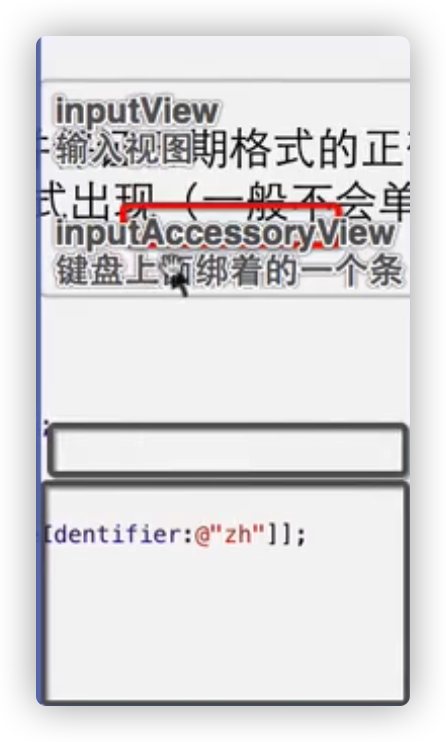 inputView
输入视图
期格式的正
式出现（一般不会单
inputAccessoryView
键盘上面绑着的一个条
;
Identifier:@"zh"]];